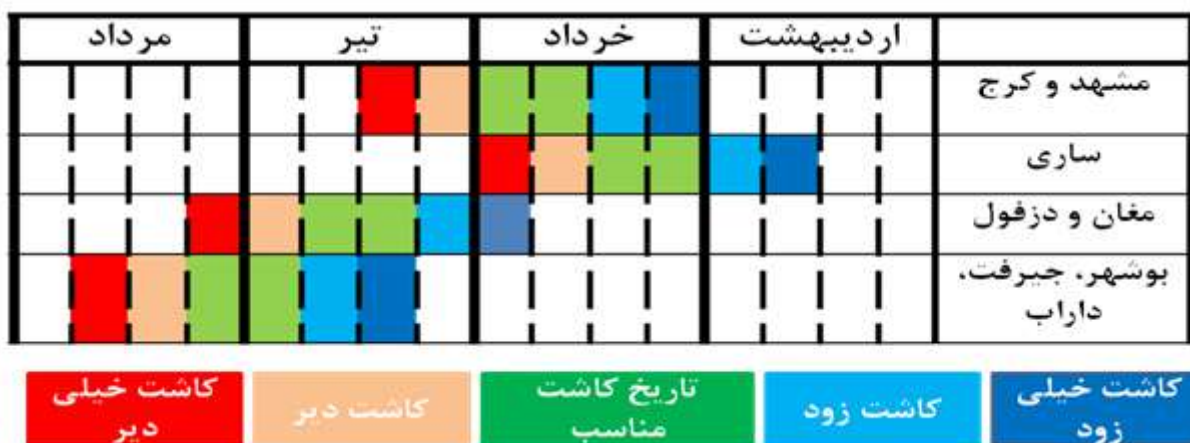 اردیبهشت خرداد تیر مرداد
مشهد و کرج
ساری
مغان و دزفول
بوشهر، جیرفت،
داراب
کاشت خیلی زود
کاشت زود
تاریخ کاشت مناسب
کاشت دیر
کاشت خیلی دیر